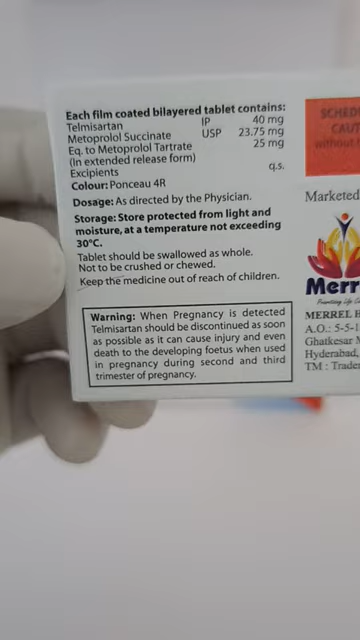 Each film coated bilayered tablet contains:
Telmisartan IP 40 mg
Metoprolol Succinate USP 23.75 mg
Eq. to Metoprolol Tartrate 25 mg
(In extended release form)
Excipients q.s.
Colour: Ponceau 4R
Dosage: As directed by the Physician.
Storage: Store protected from light and
moisture, at a temperature not exceeding
30°C.
Tablet should be swallowed as whole.
Not to be crushed or chewed.
Keep the medicine out of reach of children.
Warning: When Pregnancy is detected
Telmisartan should be discontinued as soon
as possible as it can cause injury and even
death to the developing foetus when used
in pregnancy during second and third
trimester of pregnancy.
SCHED
CAUT
without
Marketed
Merr
MERREL
A.O.: 5-5-1
Ghatkesar M
Hyderabad,
TM : Trade